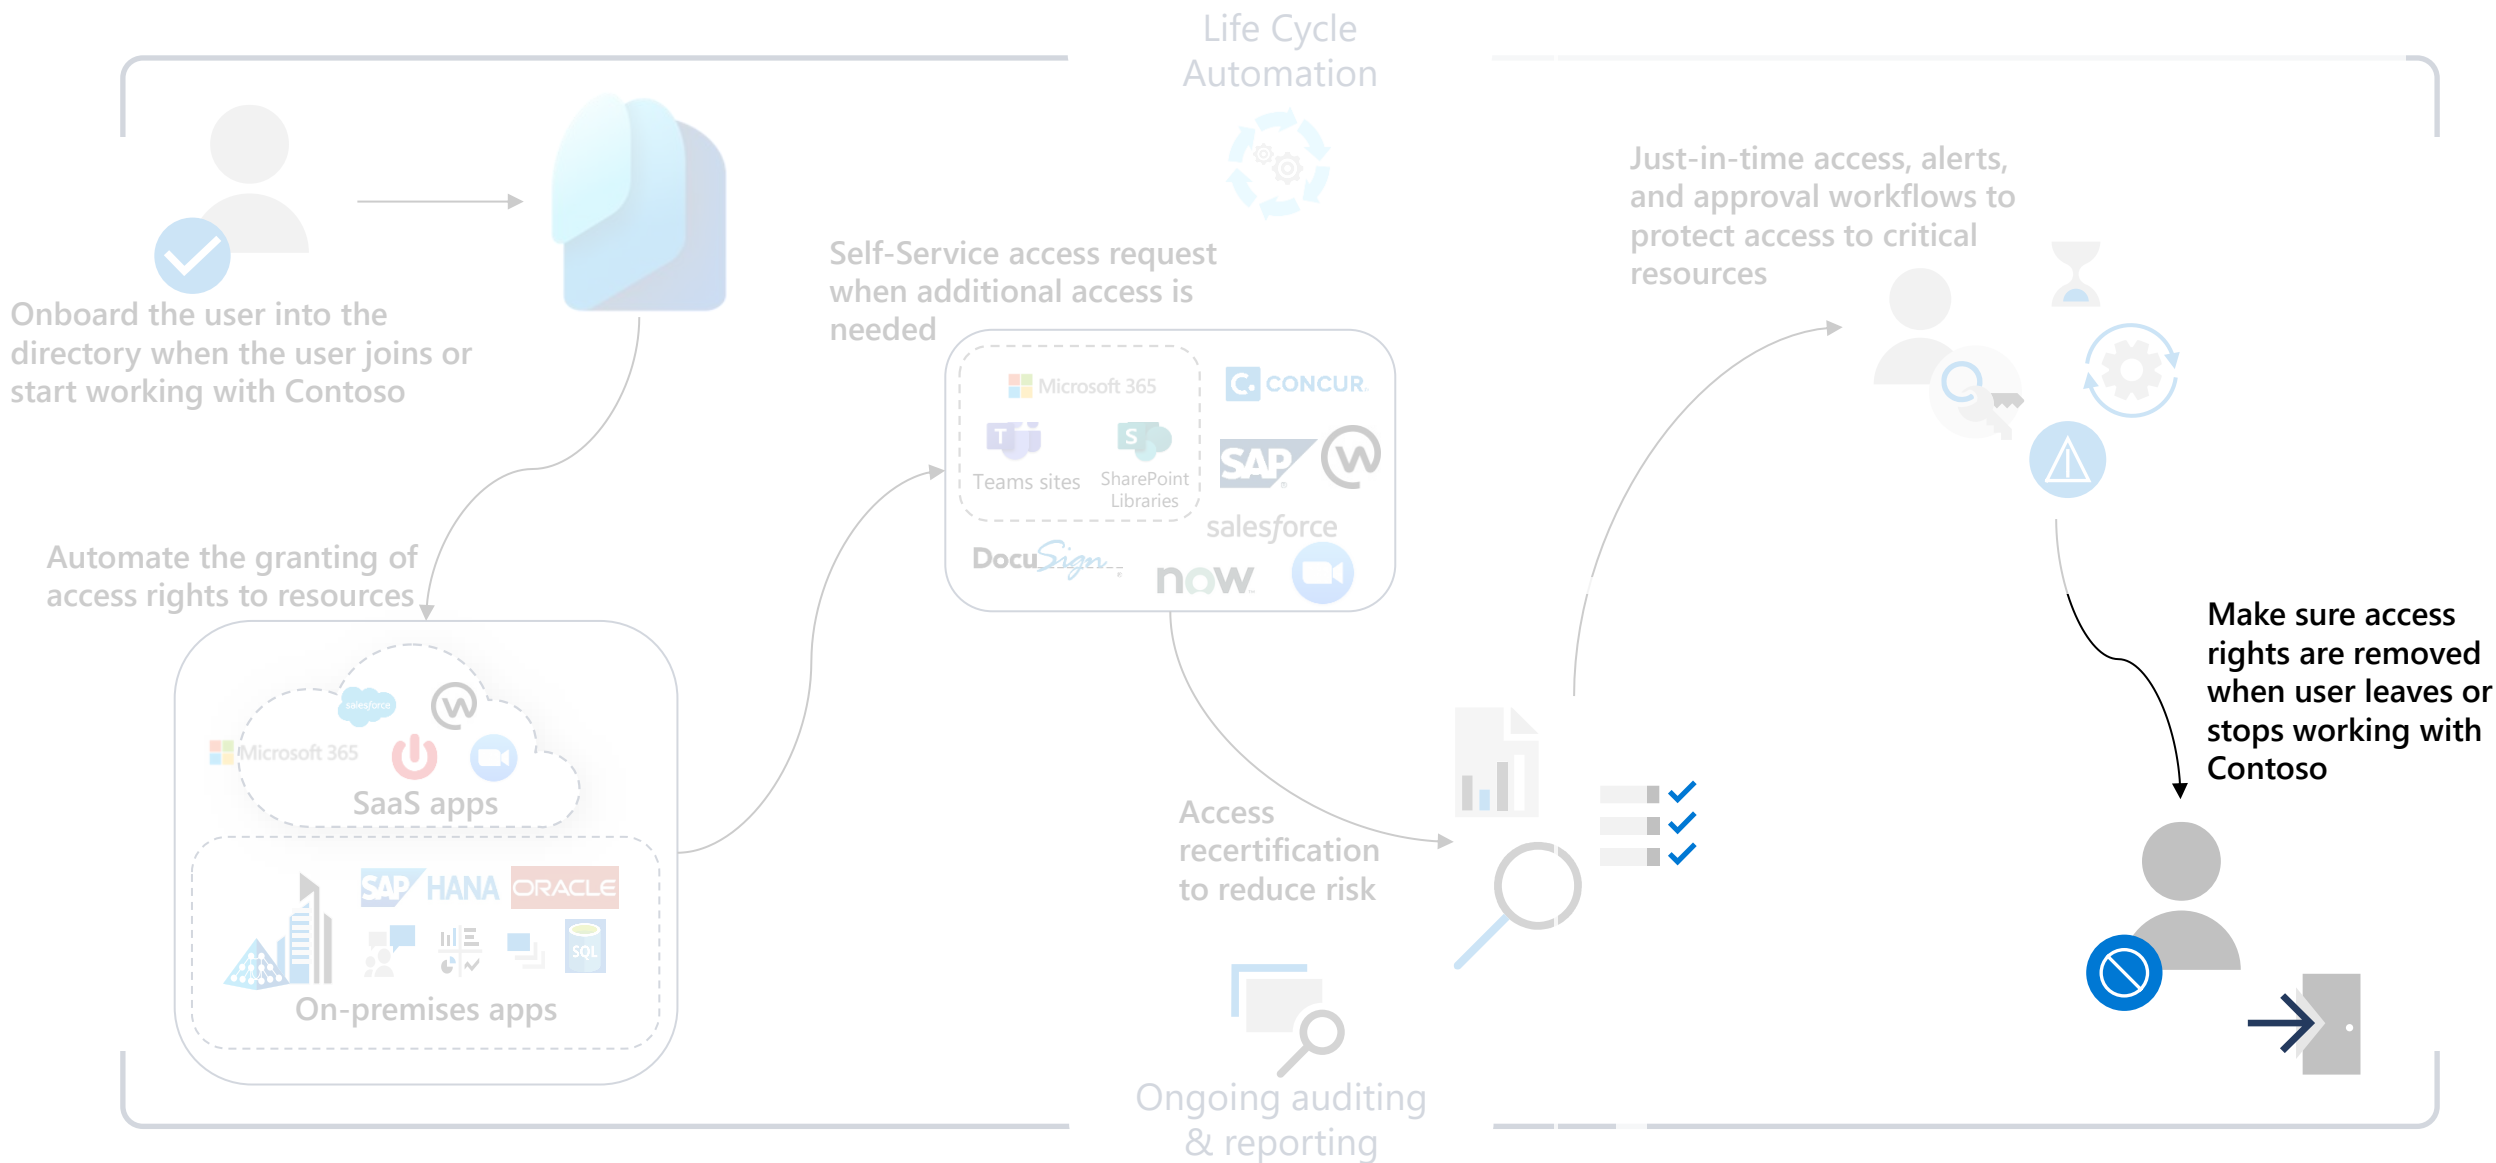 Life Cycle
Automation
Onboard the user into the
directory when the user joins or
start working with Contoso
Automate the granting of
access rights to resources
salesforce
Microsoft 365
SaaS apps
SAP HANA
ORACLE
SQL
On-premises apps
Self-Service access request
when additional access is
needed
Microsoft 365
T
Teams sites
S
SharePoint
Libraries
C. CONCUR
SAP®
salesforce
DocuSign®
now
Access
recertification
to reduce risk
Just-in-time access, alerts,
and approval workflows to
protect access to critical
resources
Make sure access
rights are removed
when user leaves or
stops working with
Contoso
Ongoing auditing
& reporting